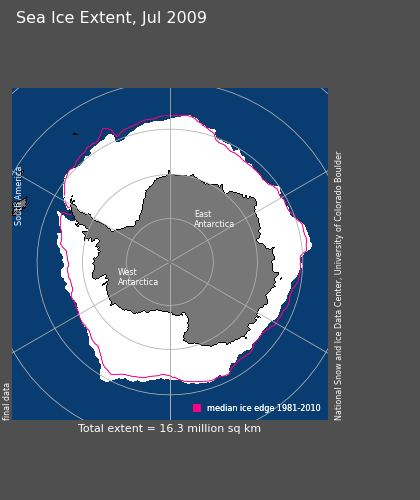 Sea Ice Extent, Jul 2009
South America
East
Antarctica
West
Antarctica
National Snow and Ice Data Center, University of Colorado Boulder
final data
median ice edge 1981-2010
Total extent = 16.3 million sq km